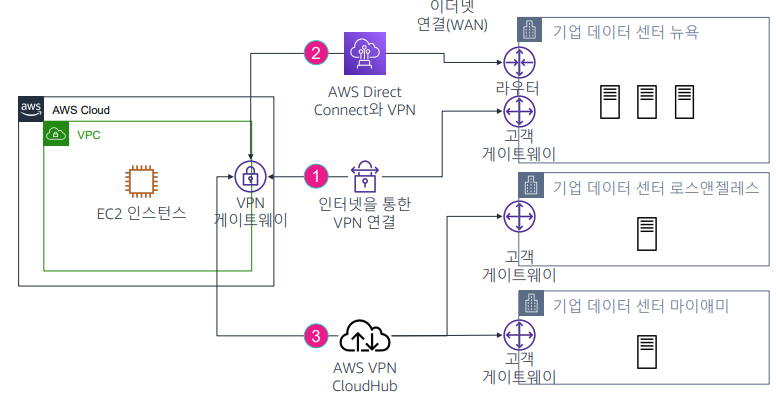 이더넷
연결(WAN)
기업 데이터 센터 뉴욕
2
AWS Direct
Connect와 VPN
라우터
고객
게이트웨이
aws
AWS Cloud
VPC
EC2 인스턴스
VPN
게이트웨이
1
인터넷을 통한
VPN 연결
기업 데이터 센터 로스앤젤레스
고객
게이트웨이
3
AWS VPN
CloudHub
기업 데이터 센터 마이애미
고객
게이트웨이